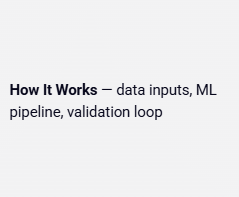 How It Works — data inputs, ML
pipeline, validation loop